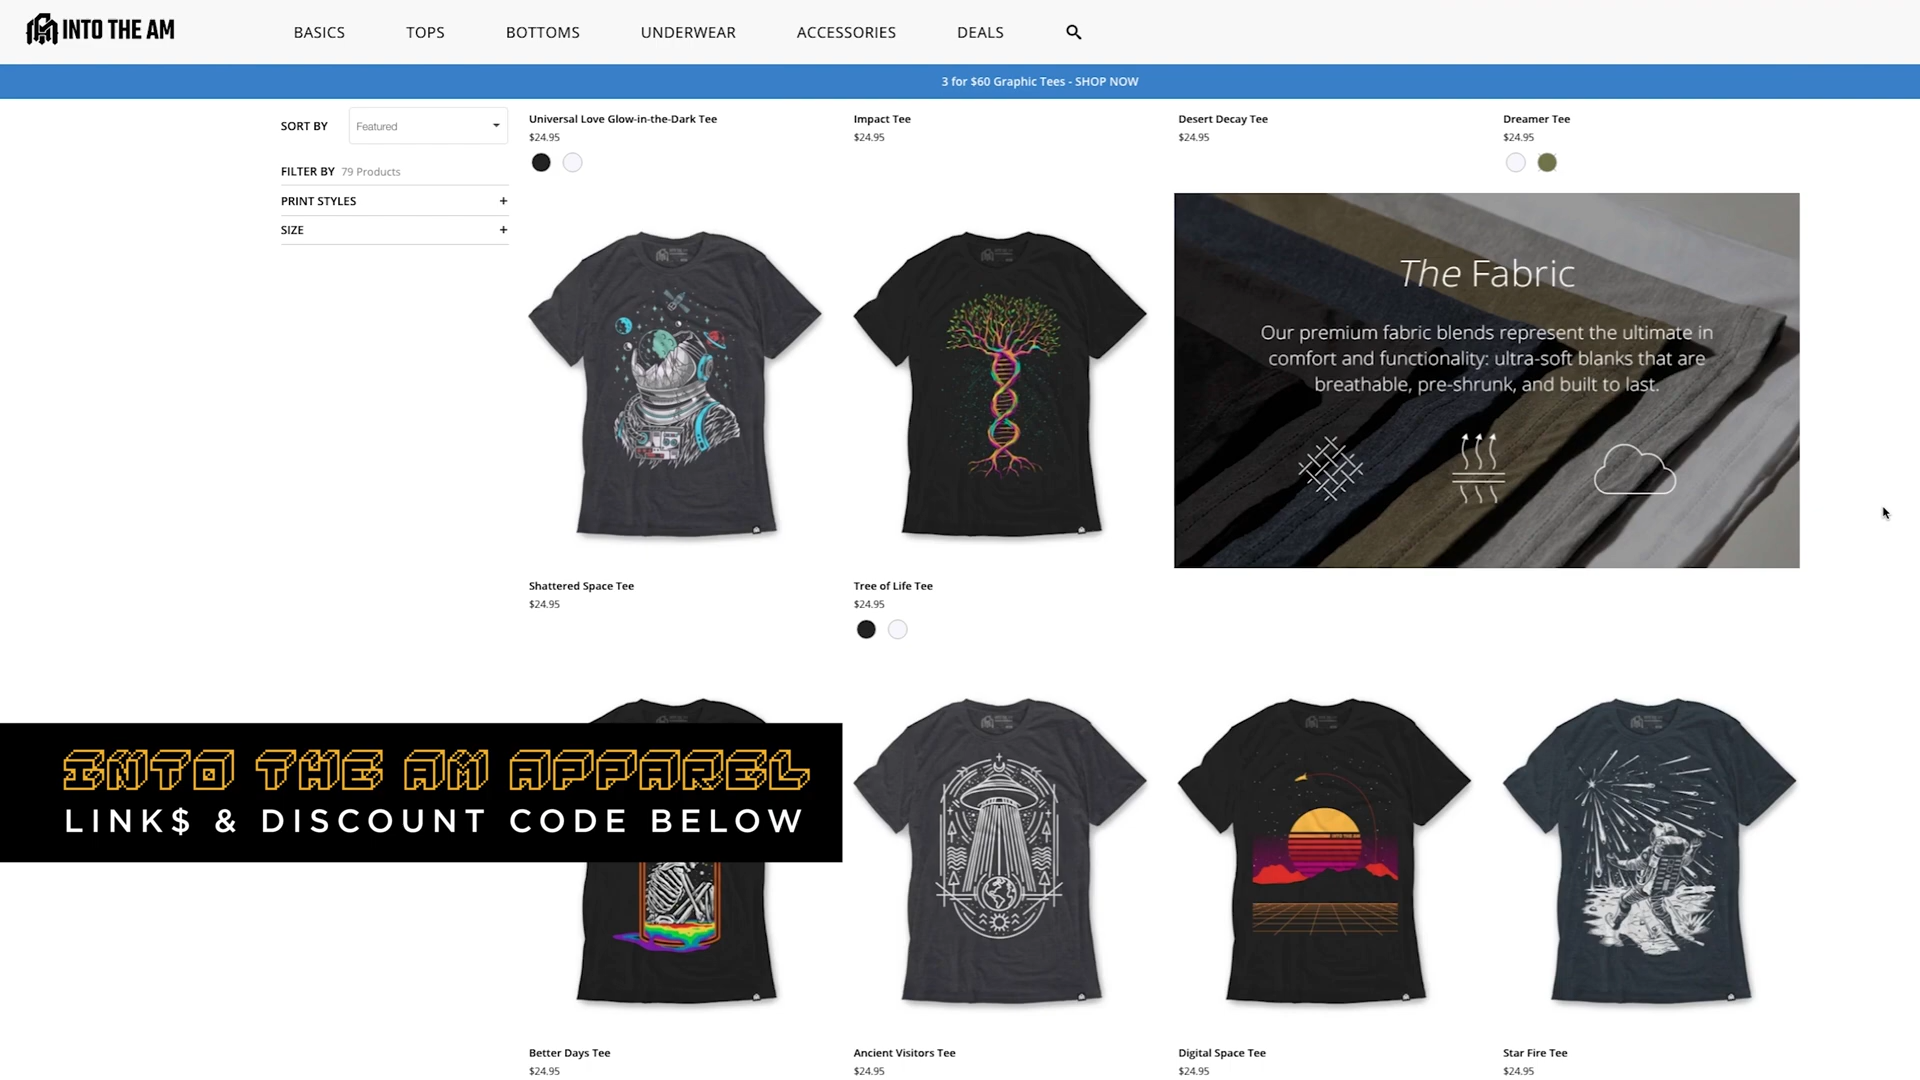 INTO THE AM
BASICS
TOPS
BOTTOMS
UNDERWEAR
ACCESSORIES
DEALS
3 for $60 Graphic Tees - SHOP NOW
SORT BY
Featured
FILTER BY 79 Products
PRINT STYLES +
SIZE +
Universal Love Glow-in-the-Dark Tee
$24.95
Impact Tee
$24.95
Desert Decay Tee
$24.95
Dreamer Tee
$24.95
Shattered Space Tee
$24.95
Tree of Life Tee
$24.95
The Fabric
Our premium fabric blends represent the ultimate in
comfort and functionality: ultra-soft blanks that are
breathable, pre-shrunk, and built to last.
INTO THE AM APPAREL
LINK$ & DISCOUNT CODE BELOW
Better Days Tee
$24.95
Ancient Visitors Tee
$24.95
INTO THE AM
Digital Space Tee
$24.95
Star Fire Tee
$24.95